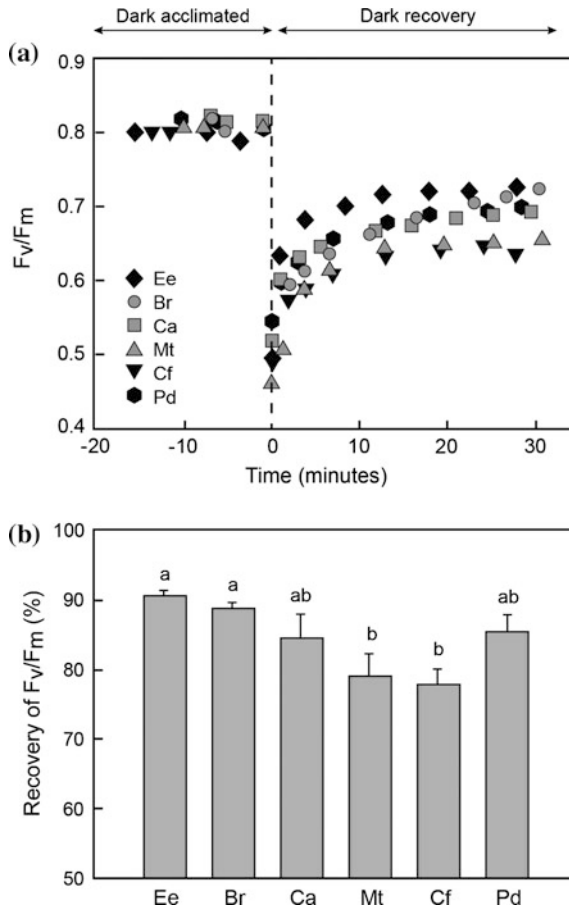 Dark acclimated Dark recovery
(a)
0.9
0.8
0.7
0.6
0.5
0.4
Fv/Fm
Ee
Br
Ca
Mt
Cf
Pd
-20 -10 0 10 20 30
Time (minutes)
(b)
100
90
80
70
60
50
Recovery of Fv/Fm (%)
a a ab b b ab
Ee Br Ca Mt Cf Pd